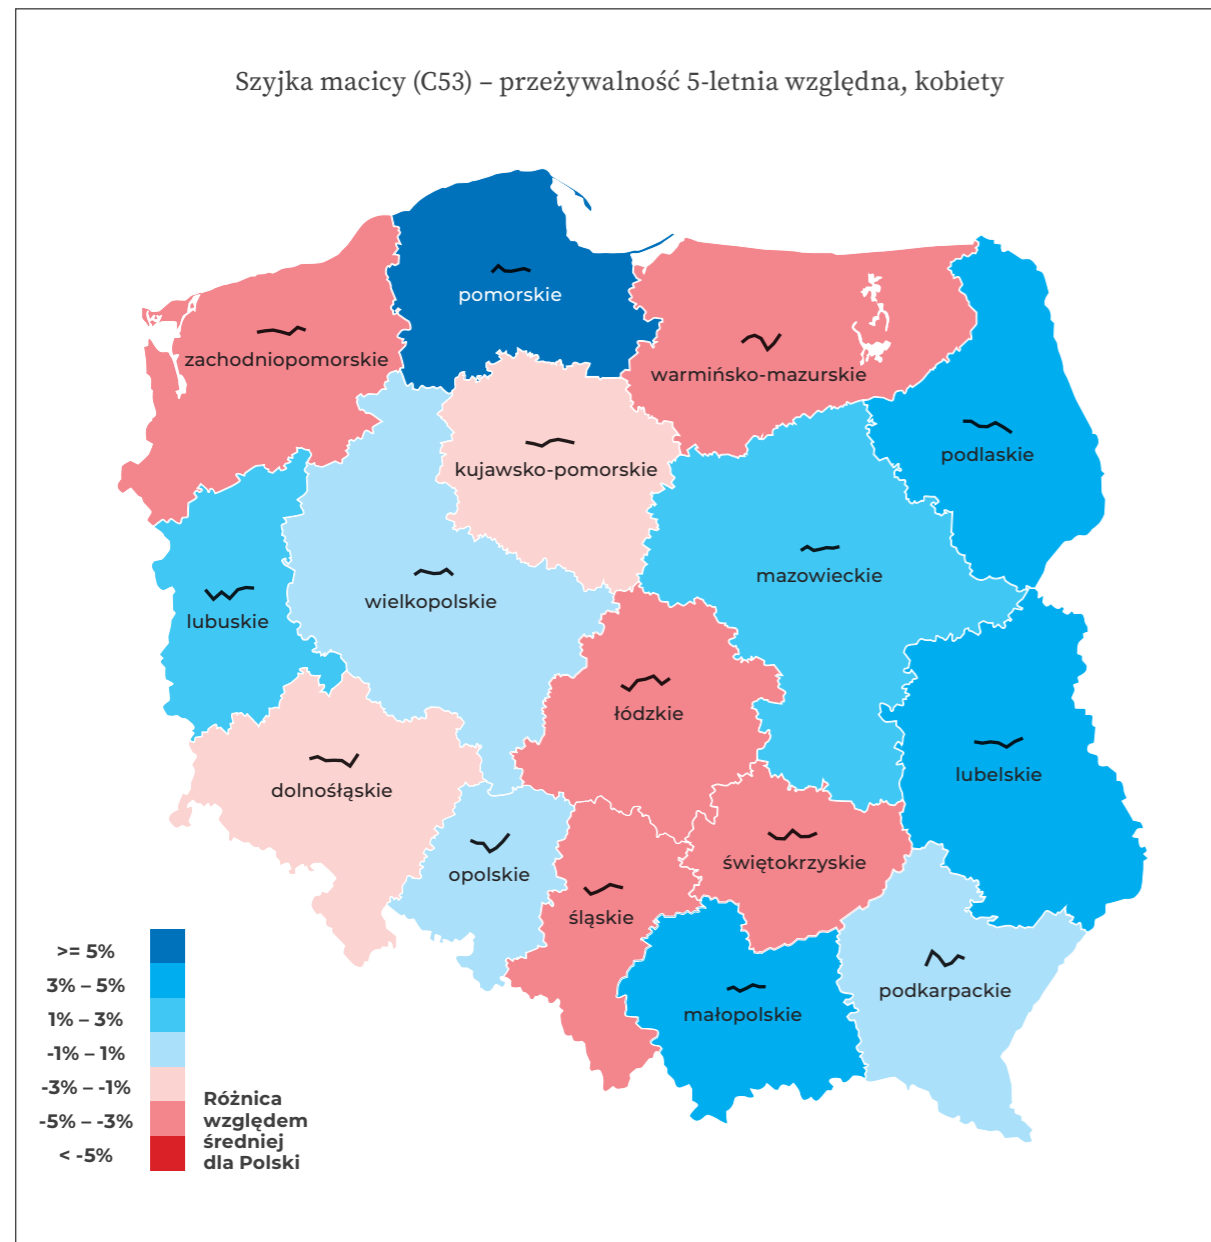 Szyjka macicy (C53) – przeżywalność 5-letnia względna, kobiety
pomorskie
zachodniopomorskie
warmińsko-mazurskie
podlaskie
kujawsko-pomorskie
mazowieckie
wielkopolskie
lubuskie
łódzkie
lubelskie
dolnośląskie
opolskie
świętokrzyskie
śląskie
podkarpackie
małopolskie
>= 5%
3% – 5%
1% – 3%
-1% – 1%
-3% – -1%
-5% – -3%
< -5%
Różnica
względem
średniej
dla Polski